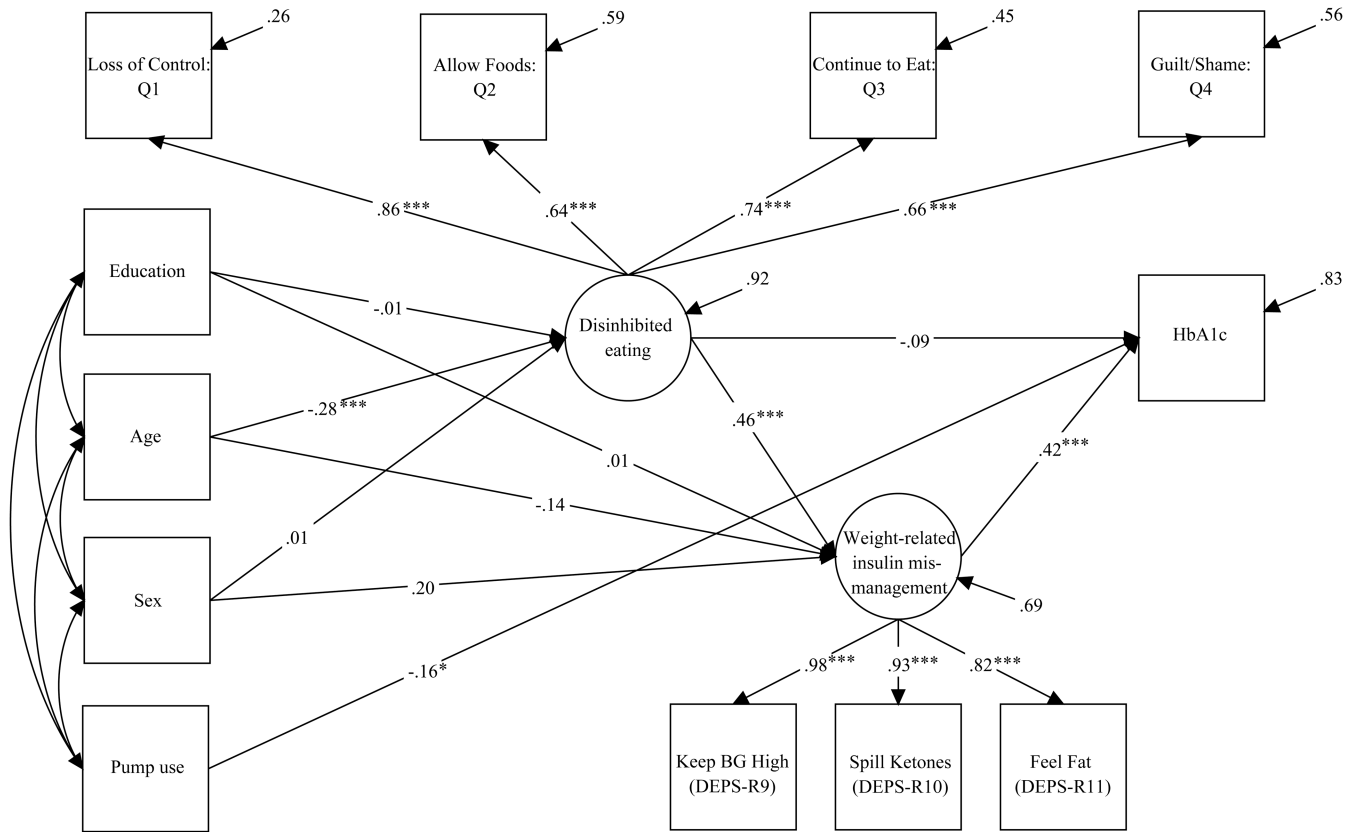 .26
.59
.45
.56
Loss of Control:
Q1
Allow Foods:
Q2
Continue to Eat:
Q3
Guilt/Shame:
Q4
.86***
.64***
.74***
.66***
Education
-.01
Disinhibited
eating
.92
-.09
HbA1c
.83
Age
-.28***
.46***
.42***
.01
-.14
Sex
.01
.20
Weight-related
insulin mis-
management
.69
Pump use
-.16*
.98***
.93***
.82***
Keep BG High
(DEPS-R9)
Spill Ketones
(DEPS-R10)
Feel Fat
(DEPS-R11)